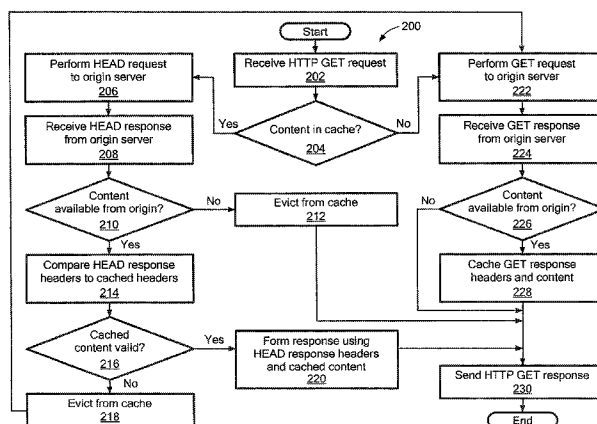 Start
200
Receive HTTP GET request
202
Content in cache?
204
Yes
No
Perform HEAD request
to origin server
206
Receive HEAD response
from origin server
208
Content
available from origin?
210
No
Yes
Evict from cache
212
Compare HEAD response
headers to cached headers
214
Cached
content valid?
216
Yes
No
Form response using
HEAD response headers
and cached content
220
Evict from cache
218
Perform GET request
to origin server
222
Receive GET response
from origin server
224
Content
available from origin?
226
No
Yes
Cache GET response
headers and content
228
Send HTTP GET response
230
End